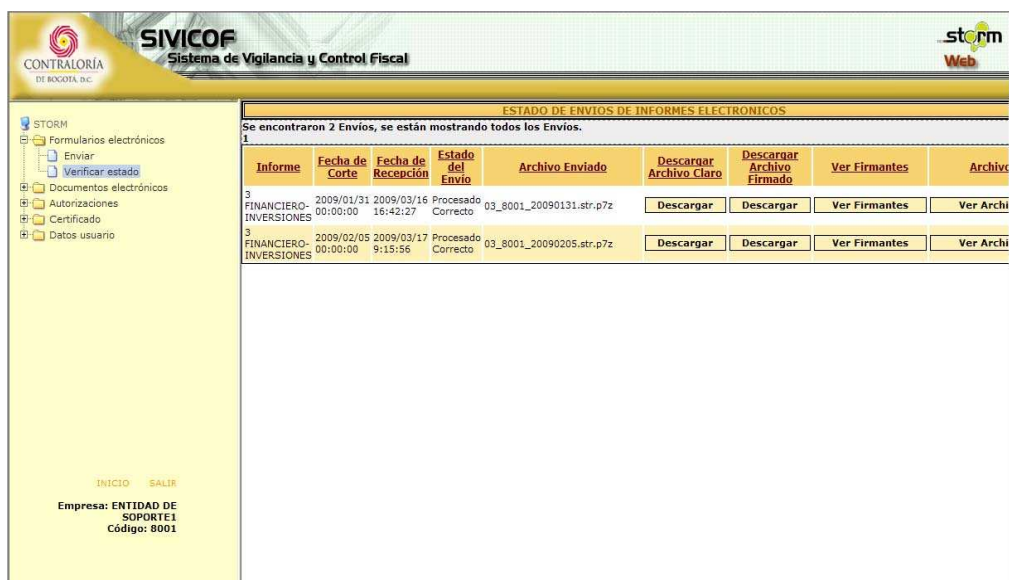 CONTRALORÍA
DE BOGOTÁ, D.C.
SIVICOF
Sistema de Vigilancia y Control Fiscal
storm
Web
STORM
Formularios electrónicos
Enviar
Verificar estado
Documentos electrónicos
Autorizaciones
Certificado
Datos usuario
INICIO SALIR
Empresa: ENTIDAD DE
SOPORTE1
Código: 8001
ESTADO DE ENVIOS DE INFORMES ELECTRONICOS
Se encontraron 2 Envíos, se están mostrando todos los Envíos.
1
Informe
Fecha de
Corte
Fecha de
Recepción
Estado
del
Envío
Archivo Enviado
Descargar
Archivo Claro
Descargar
Archivo
Firmado
Ver Firmantes
Archivo
3
FINANCIERO-
INVERSIONES
2009/01/31
00:00:00
2009/03/16
16:42:27
Procesado
Correcto
03_8001_20090131.str.p7z
Descargar
Descargar
Ver Firmantes
Ver Archi
3
FINANCIERO-
INVERSIONES
2009/02/05
00:00:00
2009/03/17
9:15:56
Procesado
Correcto
03_8001_20090205.str.p7z
Descargar
Descargar
Ver Firmantes
Ver Archi